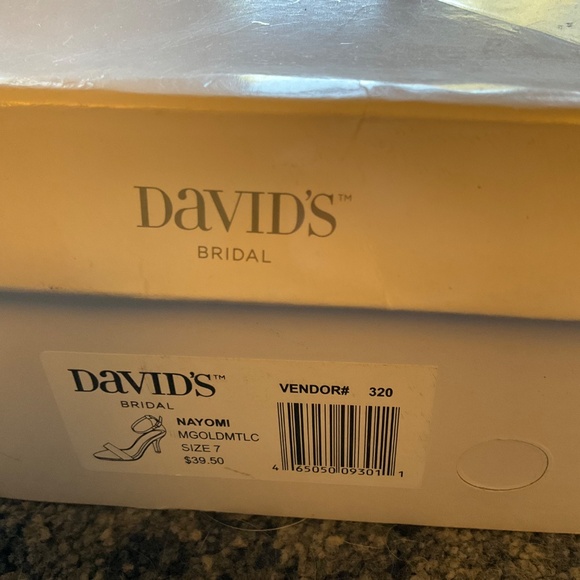 DaVID'S™
BRIDAL
DaVID'S™
BRIDAL
NAYOMI
MGOLDMTLC
SIZE 7
$39.50
VENDOR# 320
4 65050 09301 1